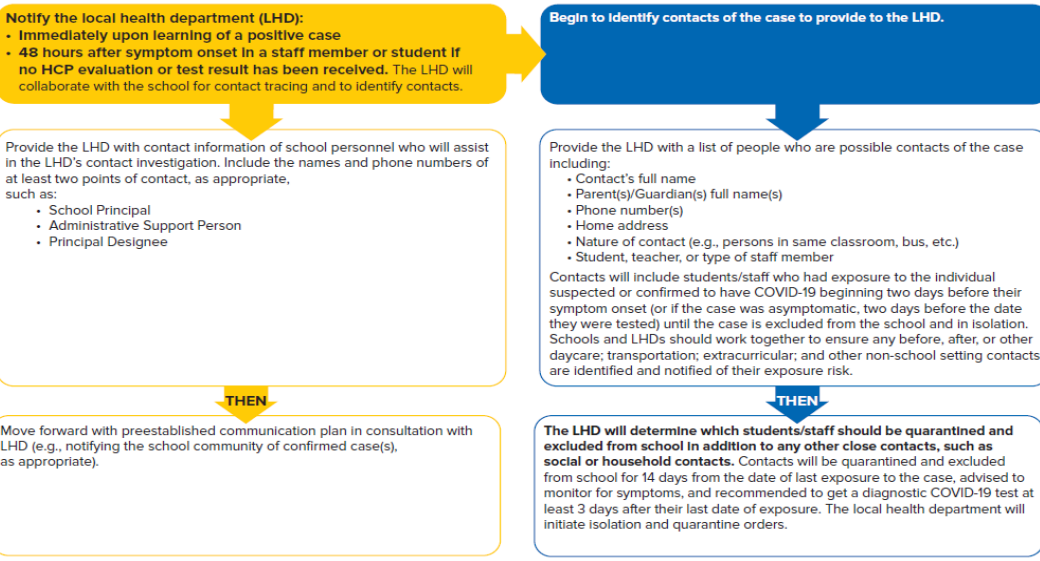 Notify the local health department (LHD):
• Immediately upon learning of a positive case
• 48 hours after symptom onset in a staff member or student if
no HCP evaluation or test result has been received. The LHD will
collaborate with the school for contact tracing and to identify contacts.
Begin to identify contacts of the case to provide to the LHD.
Provide the LHD with contact information of school personnel who will assist
in the LHD's contact investigation. Include the names and phone numbers of
at least two points of contact, as appropriate,
such as:
• School Principal
• Administrative Support Person
• Principal Designee
Provide the LHD with a list of people who are possible contacts of the case
including:
• Contact's full name
• Parent(s)/Guardian(s) full name(s)
• Phone number(s)
• Home address
• Nature of contact (e.g., persons in same classroom, bus, etc.)
• Student, teacher, or type of staff member
Contacts will include students/staff who had exposure to the individual
suspected or confirmed to have COVID-19 beginning two days before their
symptom onset (or if the case was asymptomatic, two days before the date
they were tested) until the case is excluded from the school and in isolation.
Schools and LHDs should work together to ensure any before, after, or other
daycare; transportation; extracurricular; and other non-school setting contacts
are identified and notified of their exposure risk.
THEN
THEN
Move forward with preestablished communication plan in consultation with
LHD (e.g., notifying the school community of confirmed case(s),
as appropriate).
The LHD will determine which students/staff should be quarantined and
excluded from school in addition to any other close contacts, such as
social or household contacts. Contacts will be quarantined and excluded
from school for 14 days from the date of last exposure to the case, advised to
monitor for symptoms, and recommended to get a diagnostic COVID-19 test at
least 3 days after their last date of exposure. The local health department will
initiate isolation and quarantine orders.